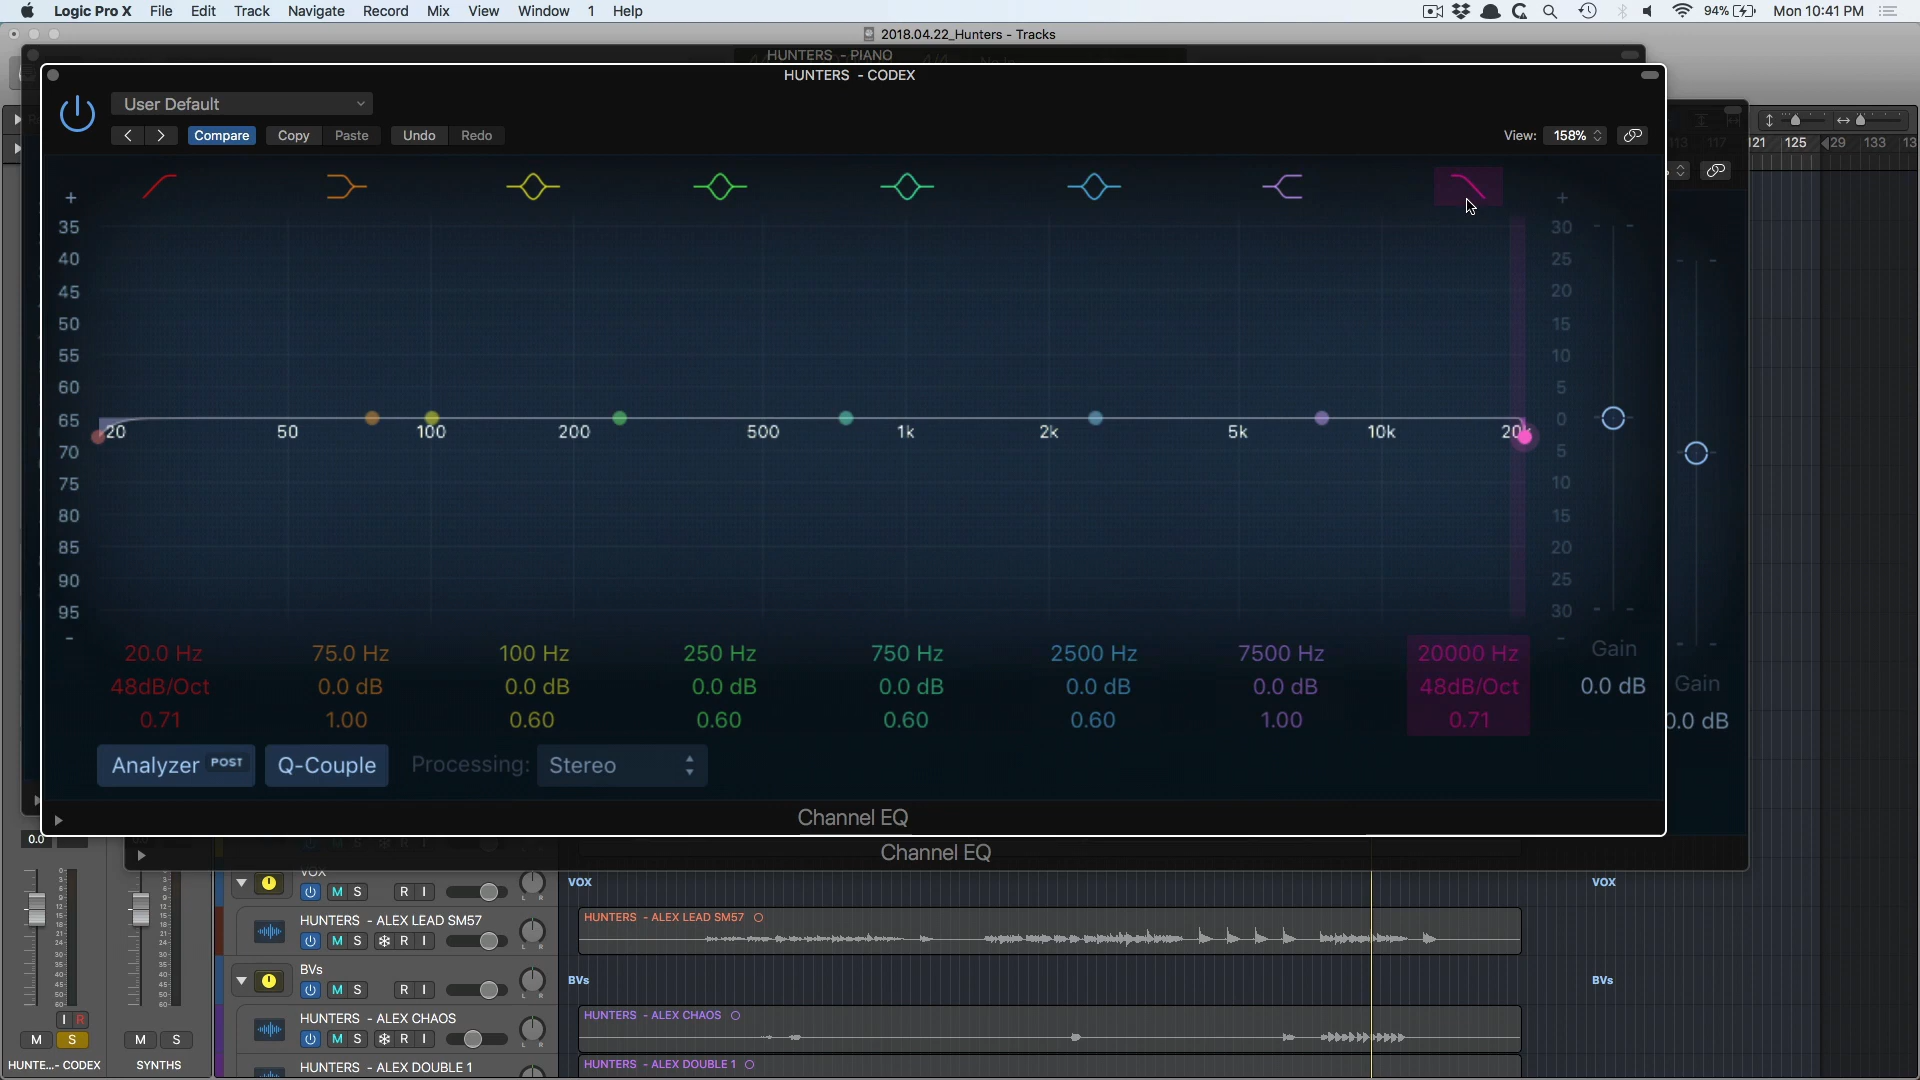 Logic Pro X File Edit Track Navigate Record Mix View Window 1 Help 94% Mon 10:41 PM
2018.04.22_Hunters - Tracks
HUNTERS - PIANO
HUNTERS - CODEX
User Default
Compare Copy Paste Undo Redo View: 158%
121 125 129 133
+ +
35 30
40 25
45 20
50 15
55 10
60 5
65 0
20 50 100 200 500 1k 2k 5k 10k 20k
70 5
75 10
80 15
85 20
90 25
95 30
- -
20.0 Hz 75.0 Hz 100 Hz 250 Hz 750 Hz 2500 Hz 7500 Hz 20000 Hz Gain
48dB/Oct 0.0 dB 0.0 dB 0.0 dB 0.0 dB 0.0 dB 0.0 dB 48dB/Oct 0.0 dB Gain
0.71 1.00 0.60 0.60 0.60 0.60 1.00 0.71 0.0 dB
Analyzer POST Q-Couple Processing: Stereo
Channel EQ
0.0
Channel EQ
VOX
M S R I
VOX VOX
HUNTERS - ALEX LEAD SM57
M S R I
HUNTERS - ALEX LEAD SM57
BVs
M S R I
BVs BVs
HUNTERS - ALEX CHAOS
M S R I
HUNTERS - ALEX CHAOS
HUNTERS - ALEX DOUBLE 1
HUNTERS - ALEX DOUBLE 1
I R
M S M S
HUNTE...- CODEX SYNTHS